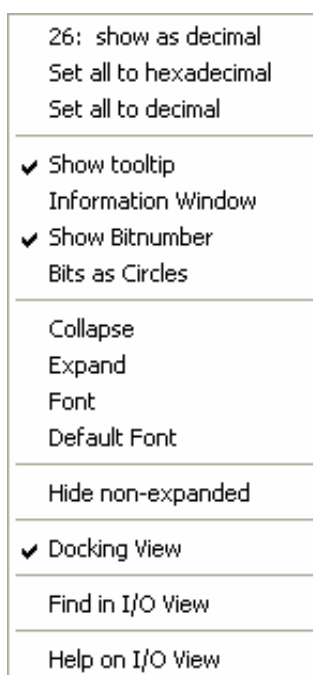 26:  show as decimal
Set all to hexadecimal
Set all to decimal
Show tooltip
Information Window
Show Bitnumber
Bits as Circles
Collapse
Expand
Font
Default Font
Hide non-expanded
Docking View
Find in I/O View
Help on I/O View